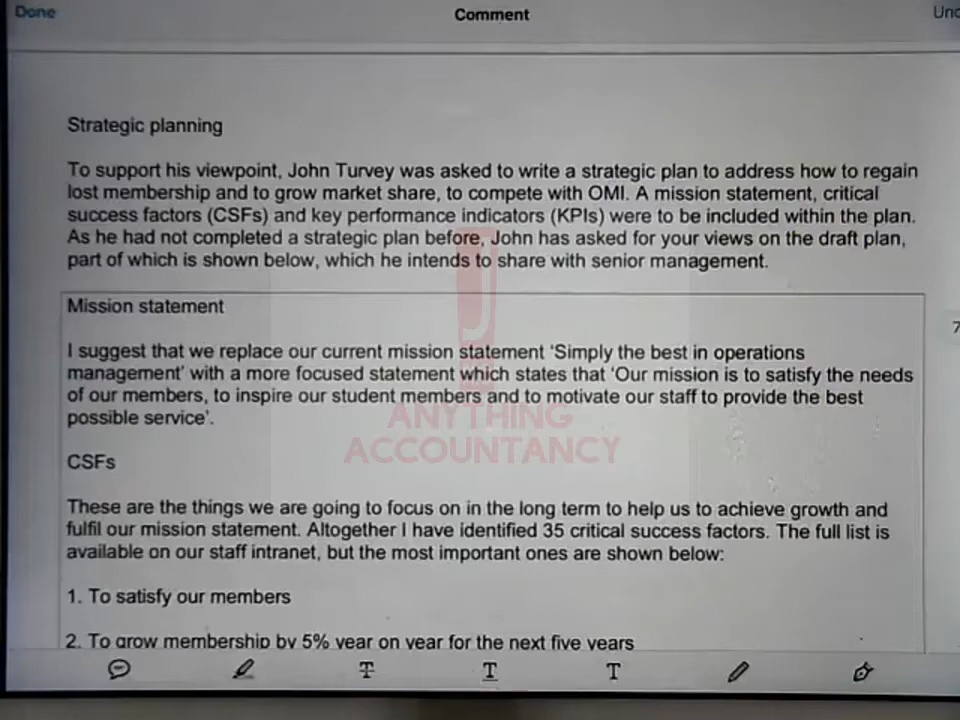 Done
Comment
Strategic planning
To support his viewpoint, John Turvey was asked to write a strategic plan to address how to regain
lost membership and to grow market share, to compete with OMI. A mission statement, critical
success factors (CSFs) and key performance indicators (KPIs) were to be included within the plan.
As he had not completed a strategic plan before, John has asked for your views on the draft plan,
part of which is shown below, which he intends to share with senior management.
Mission statement
I suggest that we replace our current mission statement ‘Simply the best in operations
management’ with a more focused statement which states that ‘Our mission is to satisfy the needs
of our members, to inspire our student members and to motivate our staff to provide the best
possible service’.
ANYTHING
ACCOUNTANCY
CSFs
These are the things we are going to focus on in the long term to help us to achieve growth and
fulfil our mission statement. Altogether I have identified 35 critical success factors. The full list is
available on our staff intranet, but the most important ones are shown below:
1. To satisfy our members
2. To grow membership by 5% year on year for the next five years